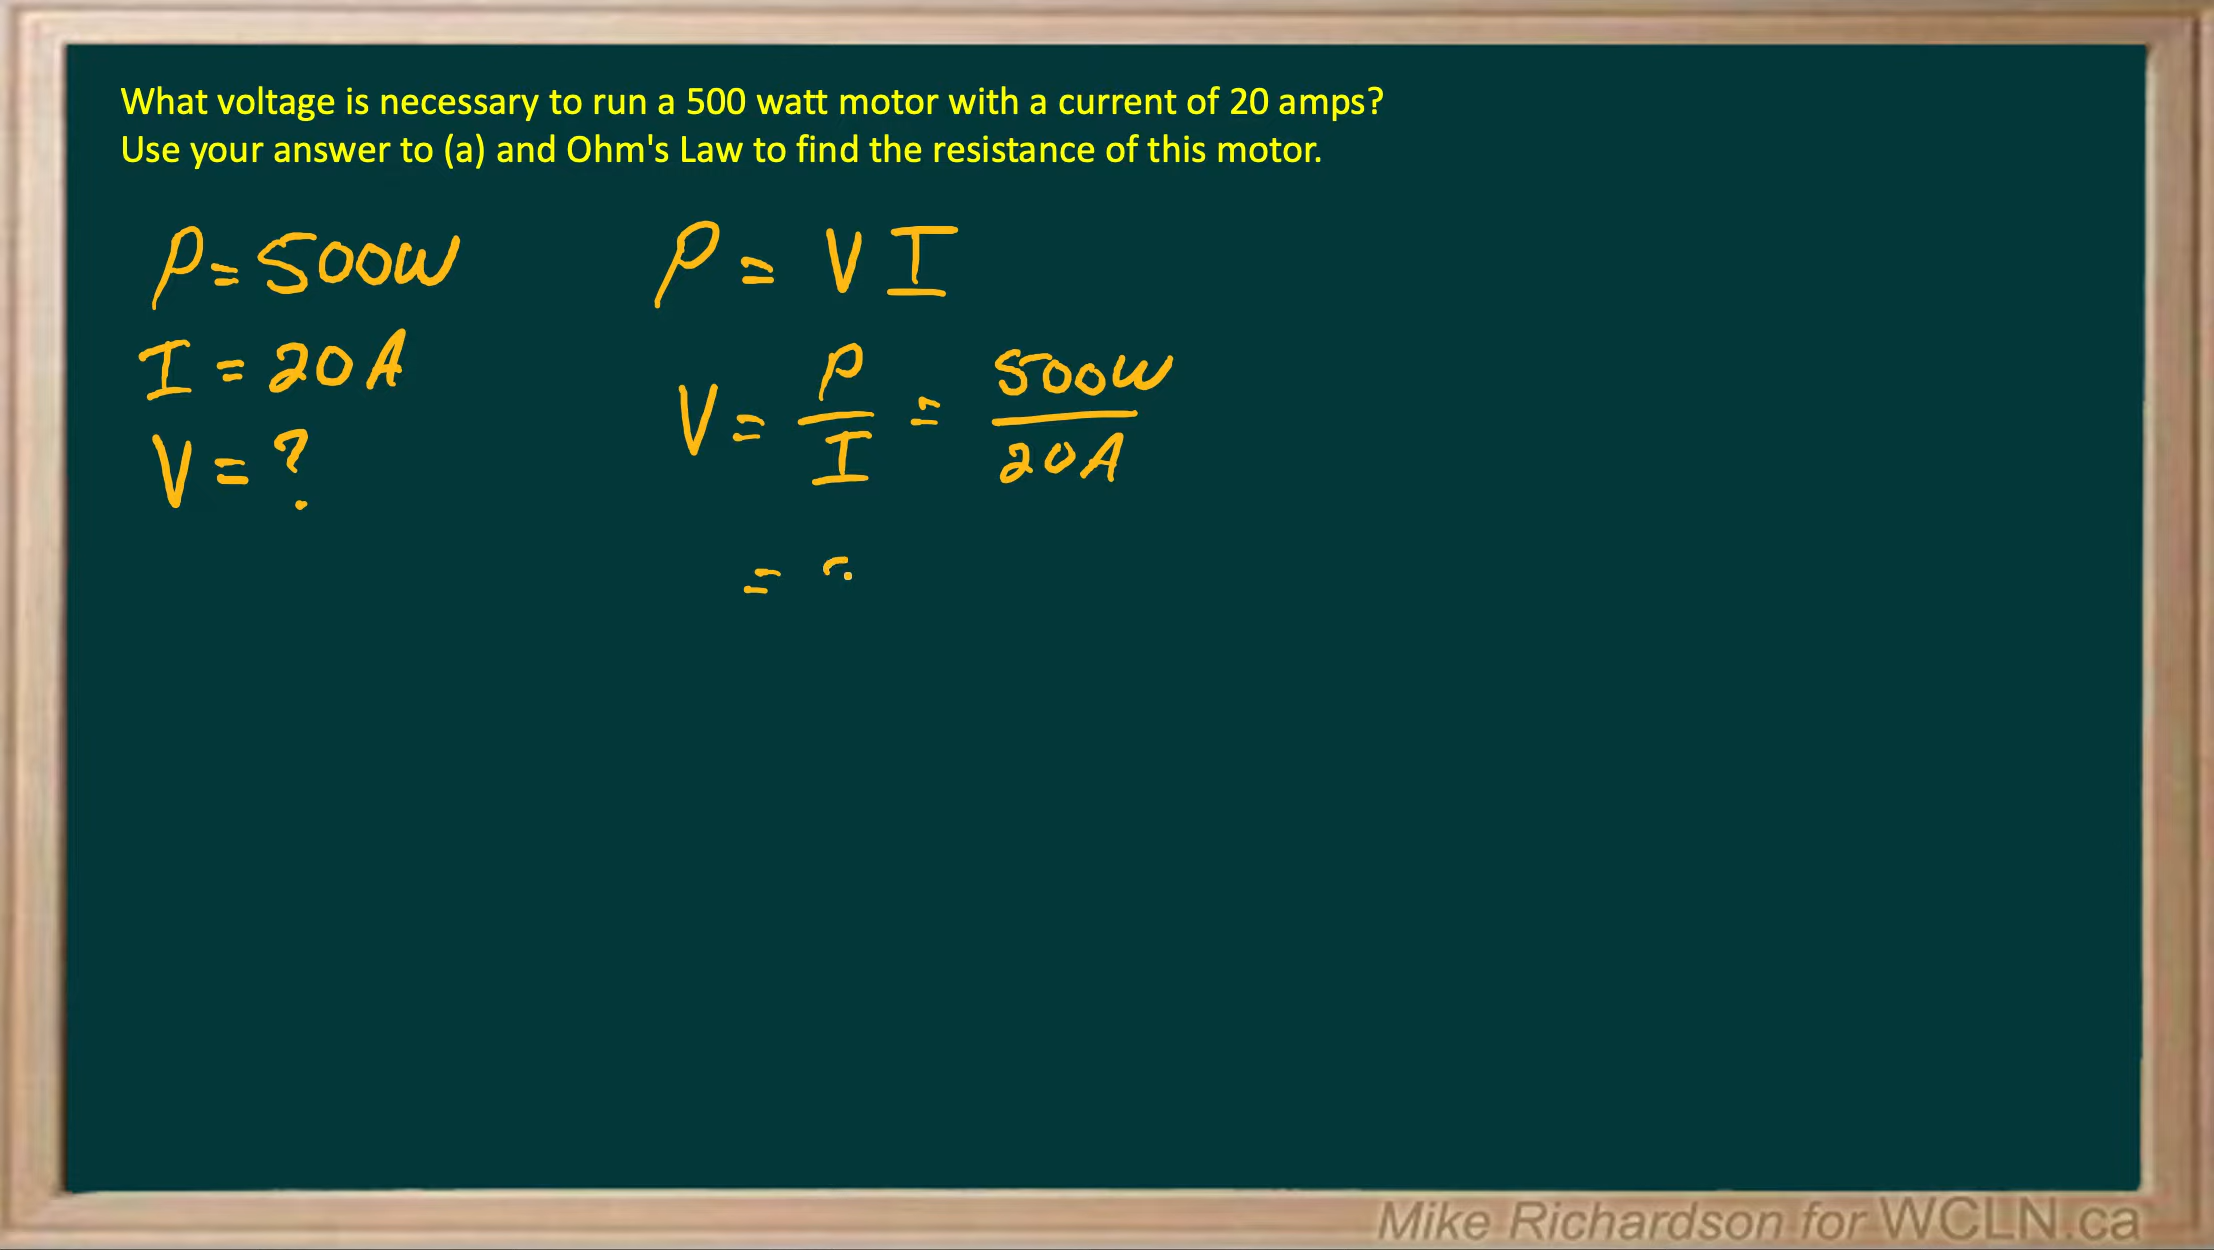 What voltage is necessary to run a 500 watt motor with a current of 20 amps?
Use your answer to (a) and Ohm's Law to find the resistance of this motor.
P = 500W
I = 20A
V = ?
P = VI
V = P/I = 500W/20A
=
Mike Richardson for WCLN.ca